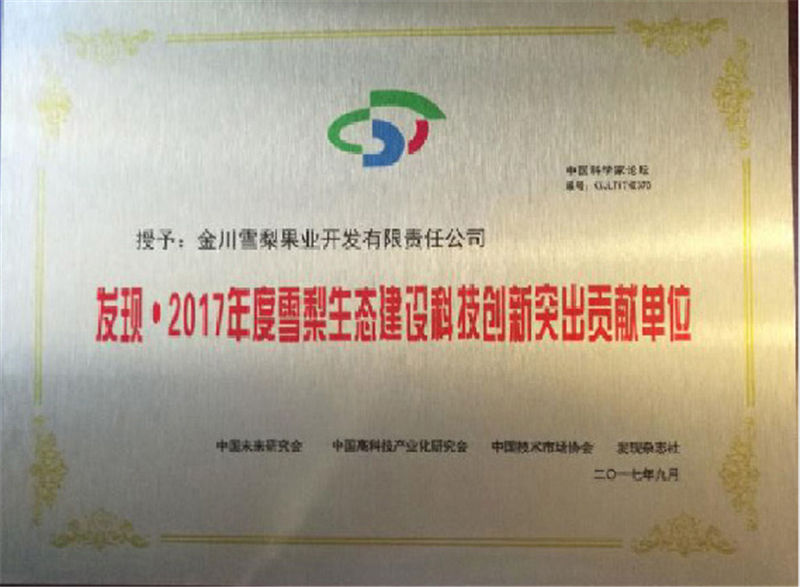 中国科学家论坛
编号:
授予：金川雪梨果业开发有限责任公司
发现·2017年度雪梨生态建设科技创新突出贡献单位
中国未来研究会 中国高科技产业化研究会 中国技术市场协会 发现杂志社
二〇一七年九月